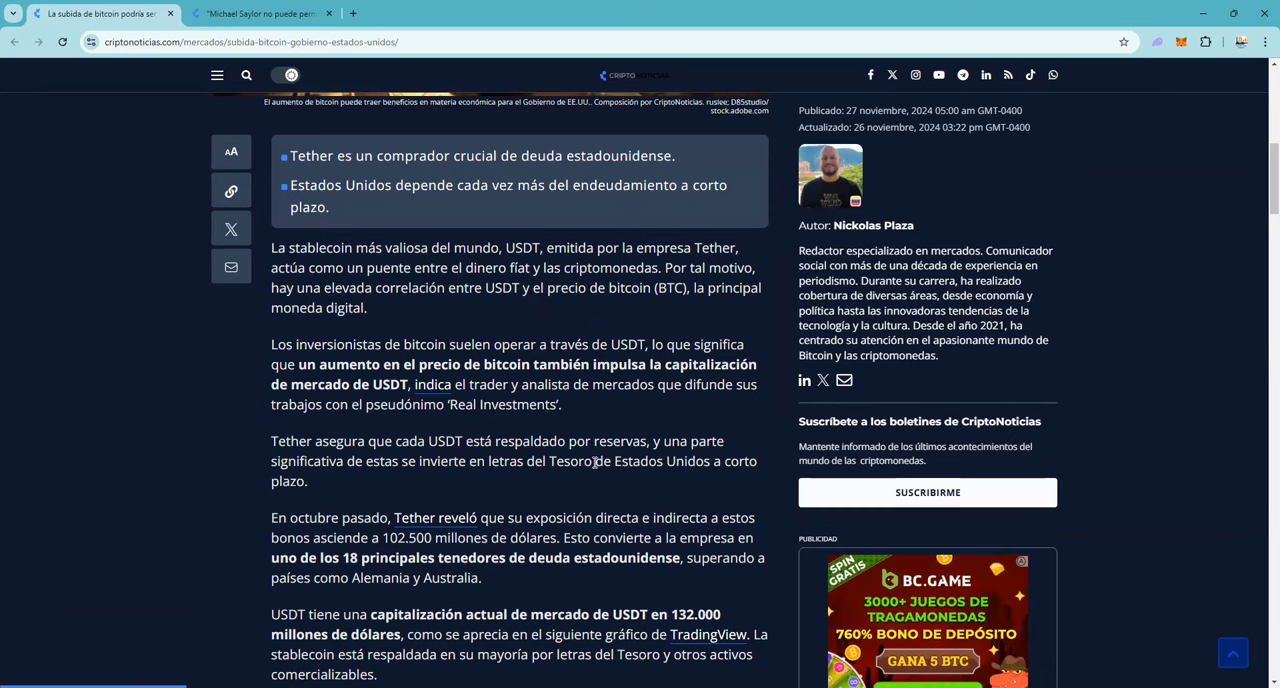 La subida de bitcoin podría ser
"Michael Saylor no puede perm
criptonoticias.com/mercados/subida-bitcoin-gobierno-estados-unidos/
CRIPTONOTICIAS
El aumento de bitcoin puede traer beneficios en materia económica para el Gobierno de EE.UU.. Composición por CriptoNoticias. ruslee; D85studio/
stock.adobe.com
AA
Tether es un comprador crucial de deuda estadounidense.
Estados Unidos depende cada vez más del endeudamiento a corto
plazo.
La stablecoin más valiosa del mundo, USDT, emitida por la empresa Tether,
actúa como un puente entre el dinero fíat y las criptomonedas. Por tal motivo,
hay una elevada correlación entre USDT y el precio de bitcoin (BTC), la principal
moneda digital.
Los inversionistas de bitcoin suelen operar a través de USDT, lo que significa
que un aumento en el precio de bitcoin también impulsa la capitalización
de mercado de USDT, indica el trader y analista de mercados que difunde sus
trabajos con el pseudónimo ‘Real Investments’.
Tether asegura que cada USDT está respaldado por reservas, y una parte
significativa de estas se invierte en letras del Tesoro de Estados Unidos a corto
plazo.
En octubre pasado, Tether reveló que su exposición directa e indirecta a estos
bonos asciende a 102.500 millones de dólares. Esto convierte a la empresa en
uno de los 18 principales tenedores de deuda estadounidense, superando a
países como Alemania y Australia.
USDT tiene una capitalización actual de mercado de USDT en 132.000
millones de dólares, como se aprecia en el siguiente gráfico de TradingView. La
stablecoin está respaldada en su mayoría por letras del Tesoro y otros activos
comercializables.
Publicado: 27 noviembre, 2024 05:00 am GMT-0400
Actualizado: 26 noviembre, 2024 03:22 pm GMT-0400
Autor: Nickolas Plaza
Redactor especializado en mercados. Comunicador
social con más de una década de experiencia en
periodismo. Durante su carrera, ha realizado
cobertura de diversas áreas, desde economía y
política hasta las innovadoras tendencias de la
tecnología y la cultura. Desde el año 2021, ha
centrado su atención en el apasionante mundo de
Bitcoin y las criptomonedas.
Suscríbete a los boletines de CriptoNoticias
Mantente informado de los últimos acontecimientos del
mundo de las criptomonedas.
SUSCRIBIRME
PUBLICIDAD
SPIN
GRATIS
BC.GAME
3000+ JUEGOS DE
TRAGAMONEDAS
760% BONO DE DEPÓSITO
GANA 5 BTC